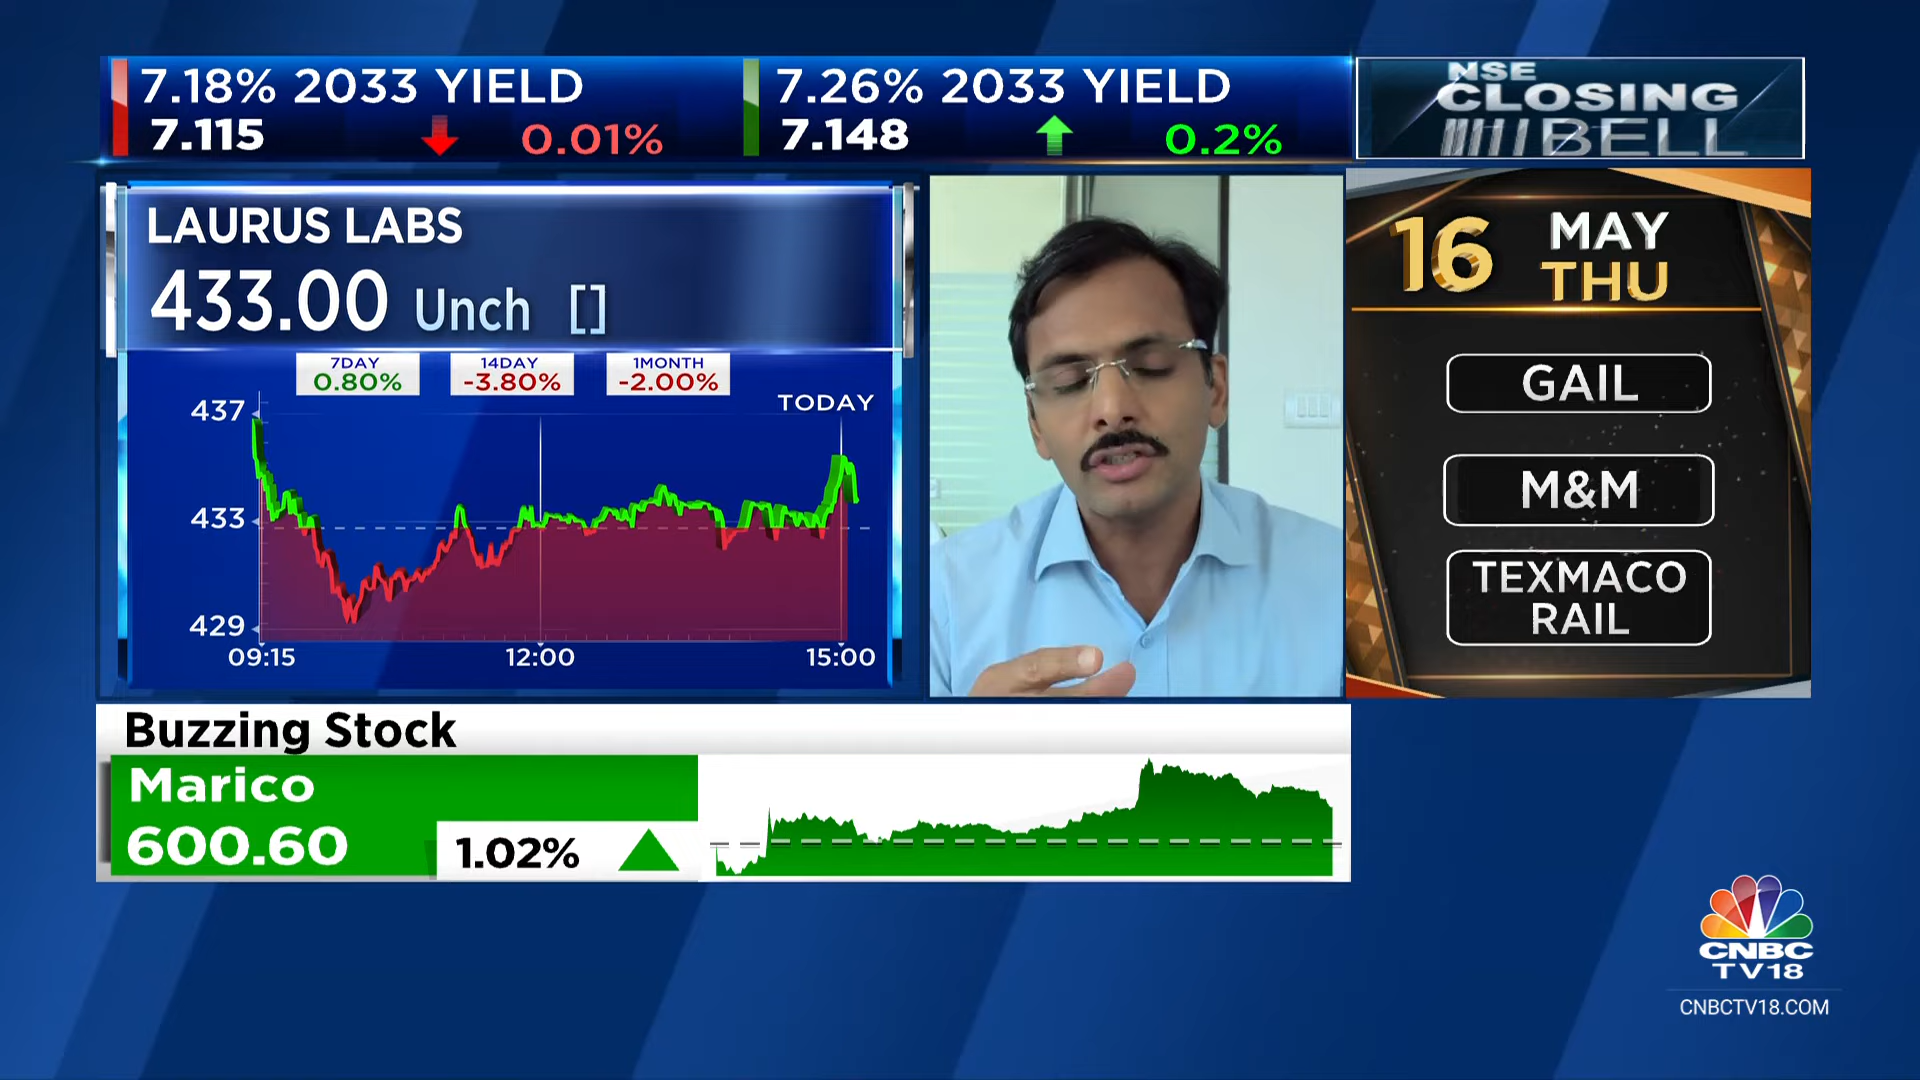 7.18% 2033 YIELD
7.115 0.01%
7.26% 2033 YIELD
7.148 0.2%
NSE
CLOSING
BELL
LAURUS LABS
433.00 Unch []
7DAY
0.80%
14DAY
-3.80%
1MONTH
-2.00%
TODAY
437
433
429
09:15 12:00 15:00
16 MAY
THU
GAIL
M&M
TEXMACO
RAIL
Buzzing Stock
Marico
600.60 1.02%
CNBC
TV18
CNBCTV18.COM